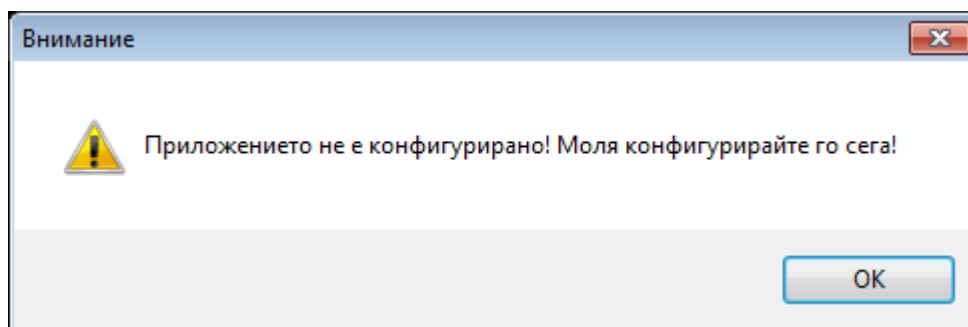 Внимание
Приложението не е конфигурирано! Моля конфигурирайте го сега!
OK